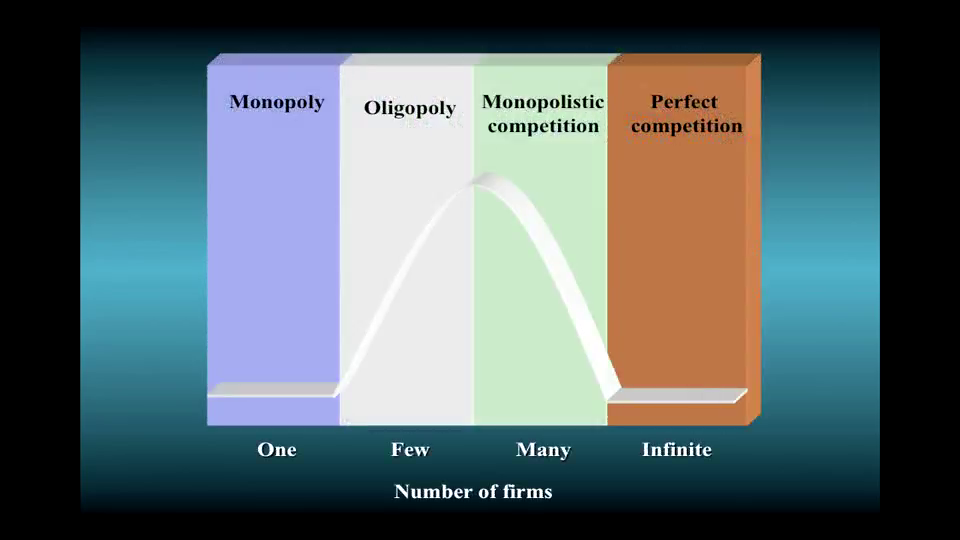 Monopoly
Oligopoly
Monopolistic
competition
Perfect
competition
One
Few
Many
Infinite
Number of firms